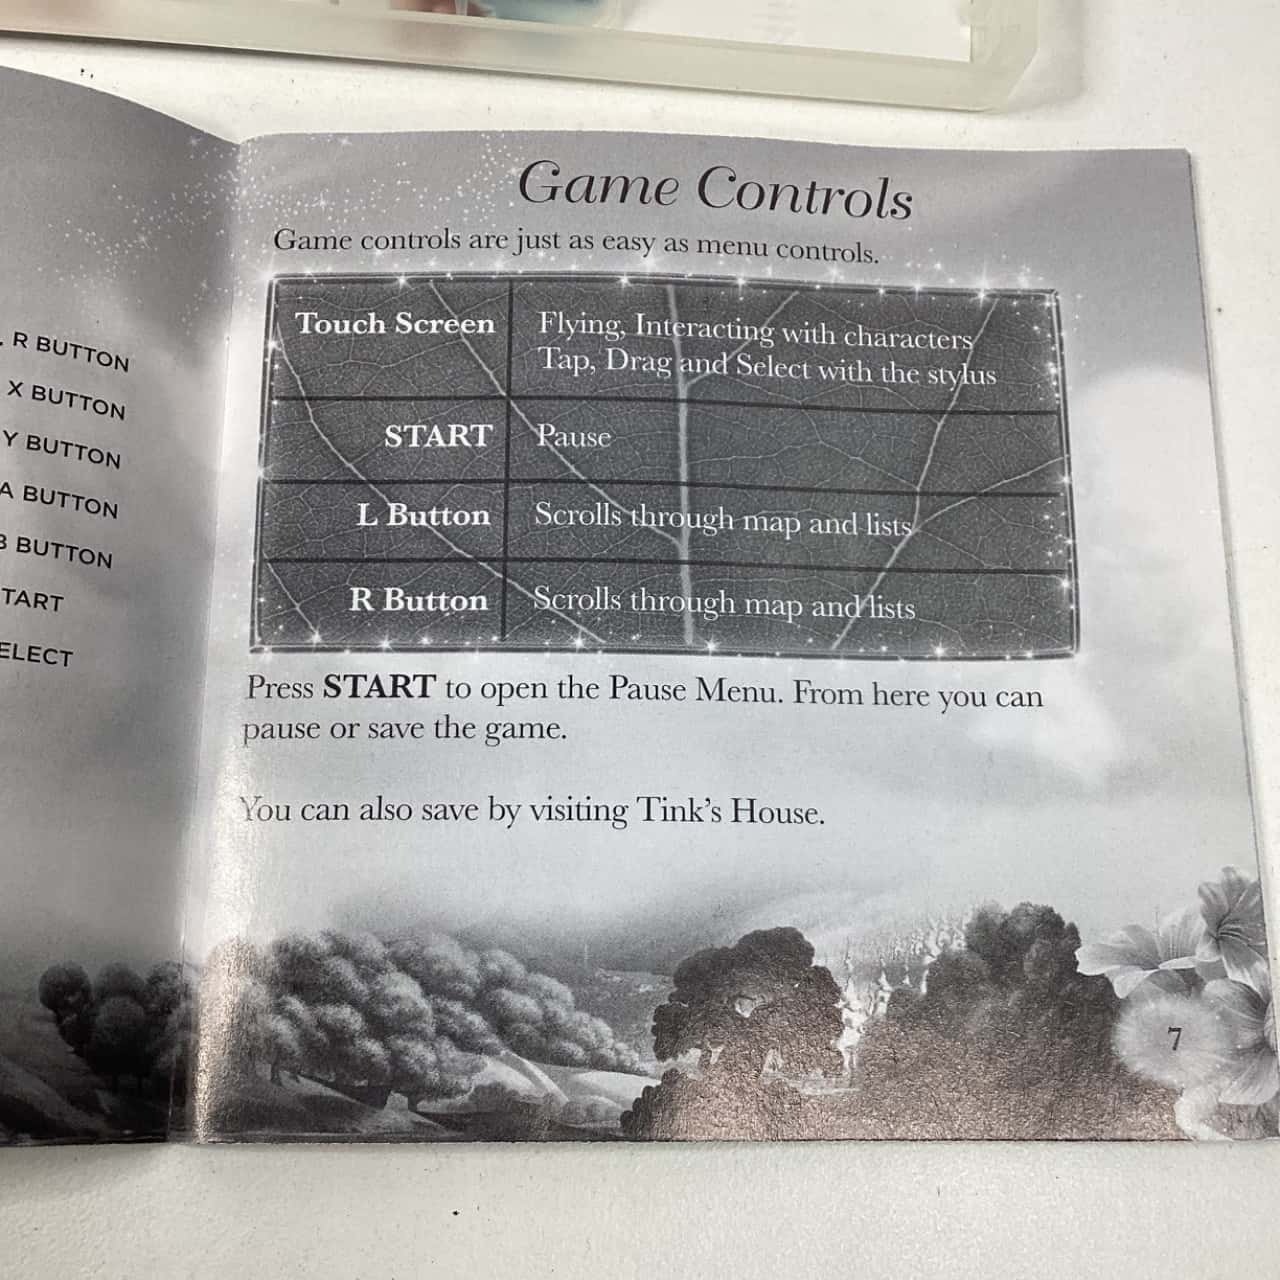 R BUTTON
X BUTTON
Y BUTTON
A BUTTON
BUTTON
Game Controls
Game controls are just as easy as menu controls.
Touch Screen Flying, Interacting with characters
Tap, Drag and Select with the stylus
START Pause
L Button Scrolls through map and lists
R Button Scrolls through map and lists
Press START to open the Pause Menu. From here you can
pause or save the game.
You can also save by visiting Tink's House.
7